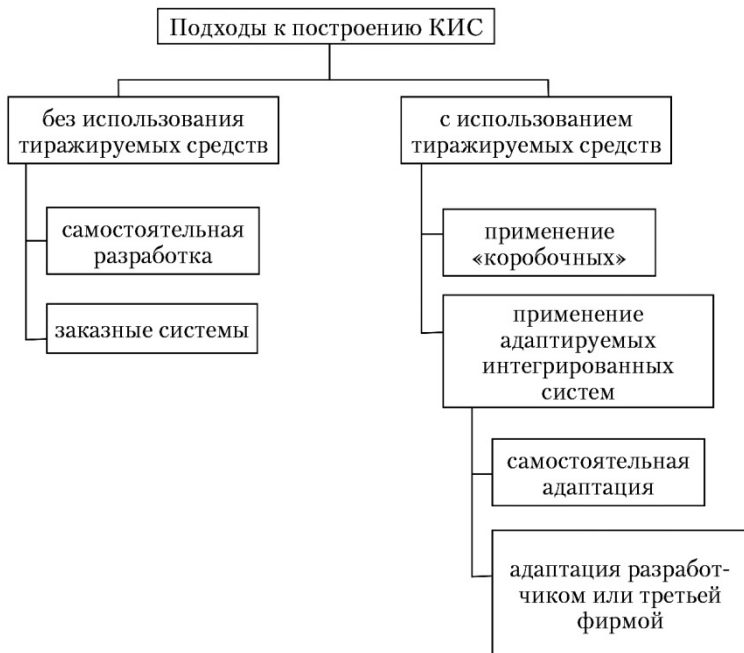 Подходы к построению КИС
без использования
тиражируемых средств
самостоятельная
разработка
заказные системы
с использованием
тиражируемых средств
применение
«коробочных»
применение
адаптируемых
интегрированных
систем
самостоятельная
адаптация
адаптация разработ-
чиком или третьей
фирмой